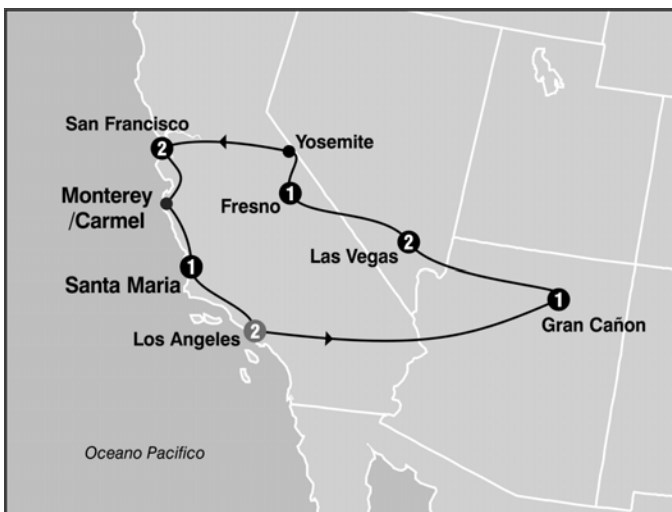 San Francisco
2
Yosemite
Monterey
/Carmel
Fresno
1
Las Vegas
2
Santa Maria
1
1
Gran Cañon
Los Angeles
2
Oceano Pacifico